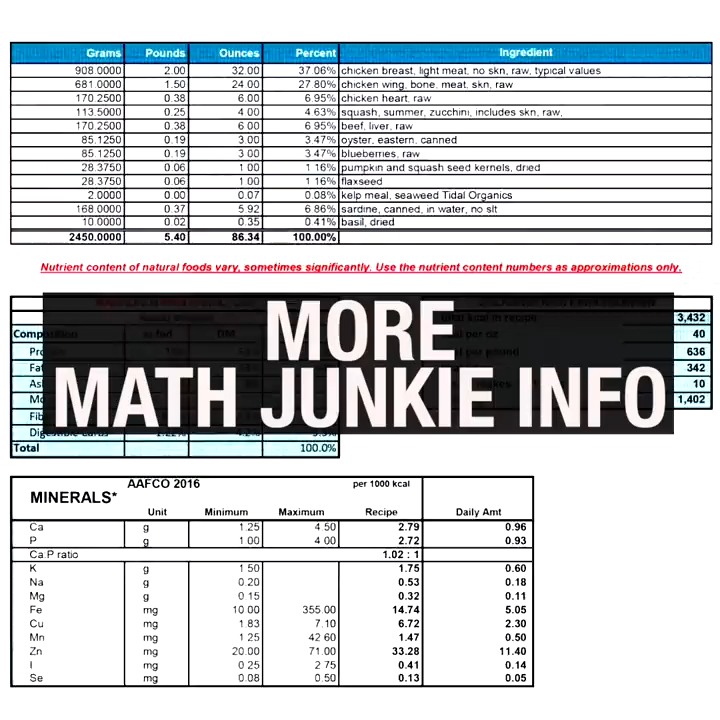 Grams Pounds Ounces Percent Ingredient
908.0000 2.00 32.00 37.06% chicken breast, light meat, no skn, raw, typical values
681.0000 1.50 24.00 27.80% chicken wing, bone, meat, skn, raw
170.2500 0.38 6.00 6.95% chicken heart, raw
113.5000 0.25 4.00 4.63% squash, summer, zucchini, includes skn, raw,
170.2500 0.38 6.00 6.95% beef, liver, raw
85.1250 0.19 3.00 3.47% oyster, eastern, canned
85.1250 0.19 3.00 3.47% blueberries, raw
28.3750 0.06 1.00 1.16% pumpkin and squash seed kernels, dried
28.3750 0.06 1.00 1.16% flaxseed
2.0000 0.00 0.07 0.08% kelp meal, seaweed Tidal Organics
168.0000 0.37 5.92 6.86% sardine, canned, in water, no slt
10.0000 0.02 0.35 0.41% basil, dried
2450.0000 5.40 86.34 100.00%
Nutrient content of natural foods vary, sometimes significantly. Use the nutrient content numbers as approximations only.
MORE
MATH JUNKIE INFO
3,432
40
636
342
10
1,402
Total 100.0%
AAFCO 2016 per 1000 kcal
MINERALS*
Unit Minimum Maximum Recipe Daily Amt
Ca g 1.25 4.50 2.79 0.96
P g 1.00 4.00 2.72 0.93
Ca:P ratio 1.02 : 1
K g 1.50 1.75 0.60
Na g 0.20 0.53 0.18
Mg g 0.15 0.32 0.11
Fe mg 10.00 355.00 14.74 5.05
Cu mg 1.83 7.10 6.72 2.30
Mn mg 1.25 42.60 1.47 0.50
Zn mg 20.00 71.00 33.28 11.40
I mg 0.25 2.75 0.41 0.14
Se mg 0.08 0.50 0.13 0.05